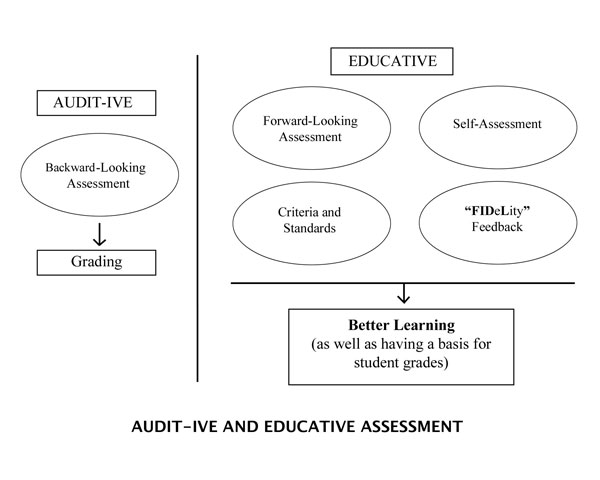 AUDIT-IVE
Backward-Looking
Assessment
Grading
EDUCATIVE
Forward-Looking
Assessment
Self-Assessment
Criteria and
Standards
“FIDeLity”
Feedback
Better Learning
(as well as having a basis for
student grades)
AUDIT-IVE AND EDUCATIVE ASSESSMENT